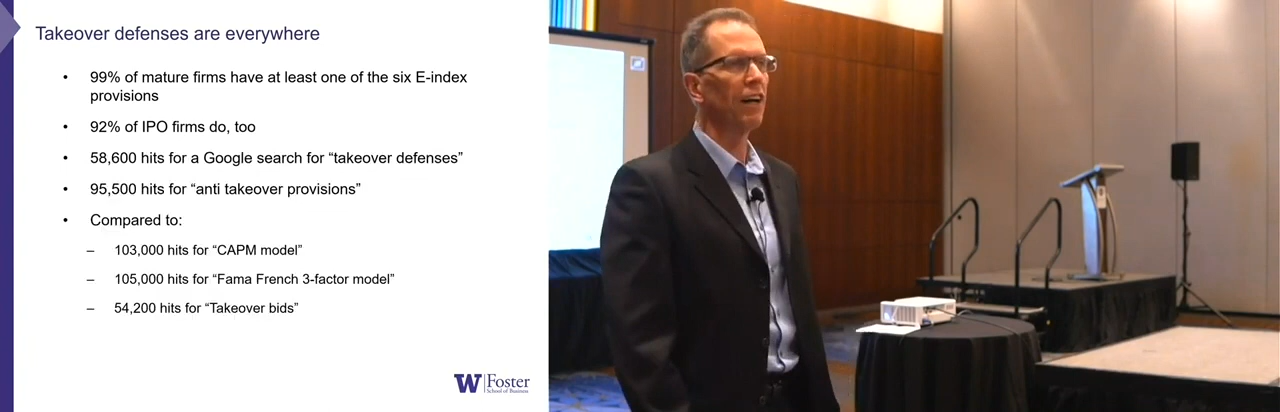 Takeover defenses are everywhere
• 99% of mature firms have at least one of the six E-index
provisions
• 92% of IPO firms do, too
• 58,600 hits for a Google search for “takeover defenses”
• 95,500 hits for “anti takeover provisions”
• Compared to:
– 103,000 hits for “CAPM model”
– 105,000 hits for “Fama French 3-factor model”
– 54,200 hits for “Takeover bids”
W Foster
School of Business